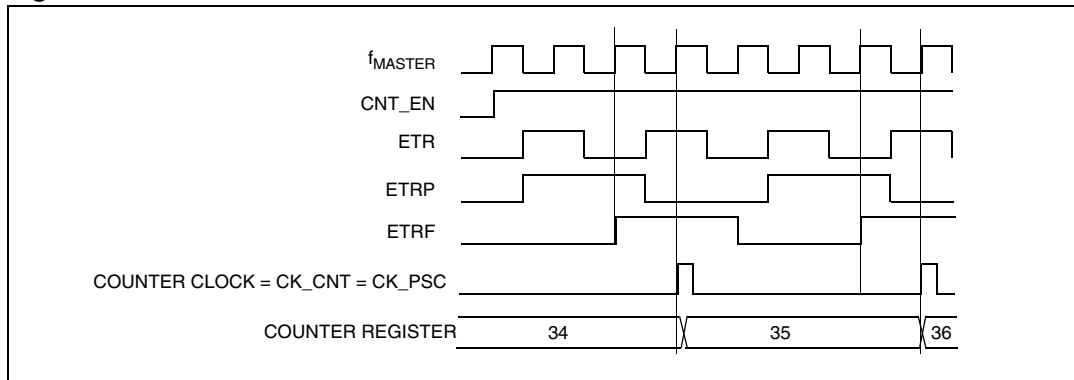 fMASTER
CNT_EN
ETR
ETRP
ETRF
COUNTER CLOCK = CK_CNT = CK_PSC
COUNTER REGISTER 34 35 36